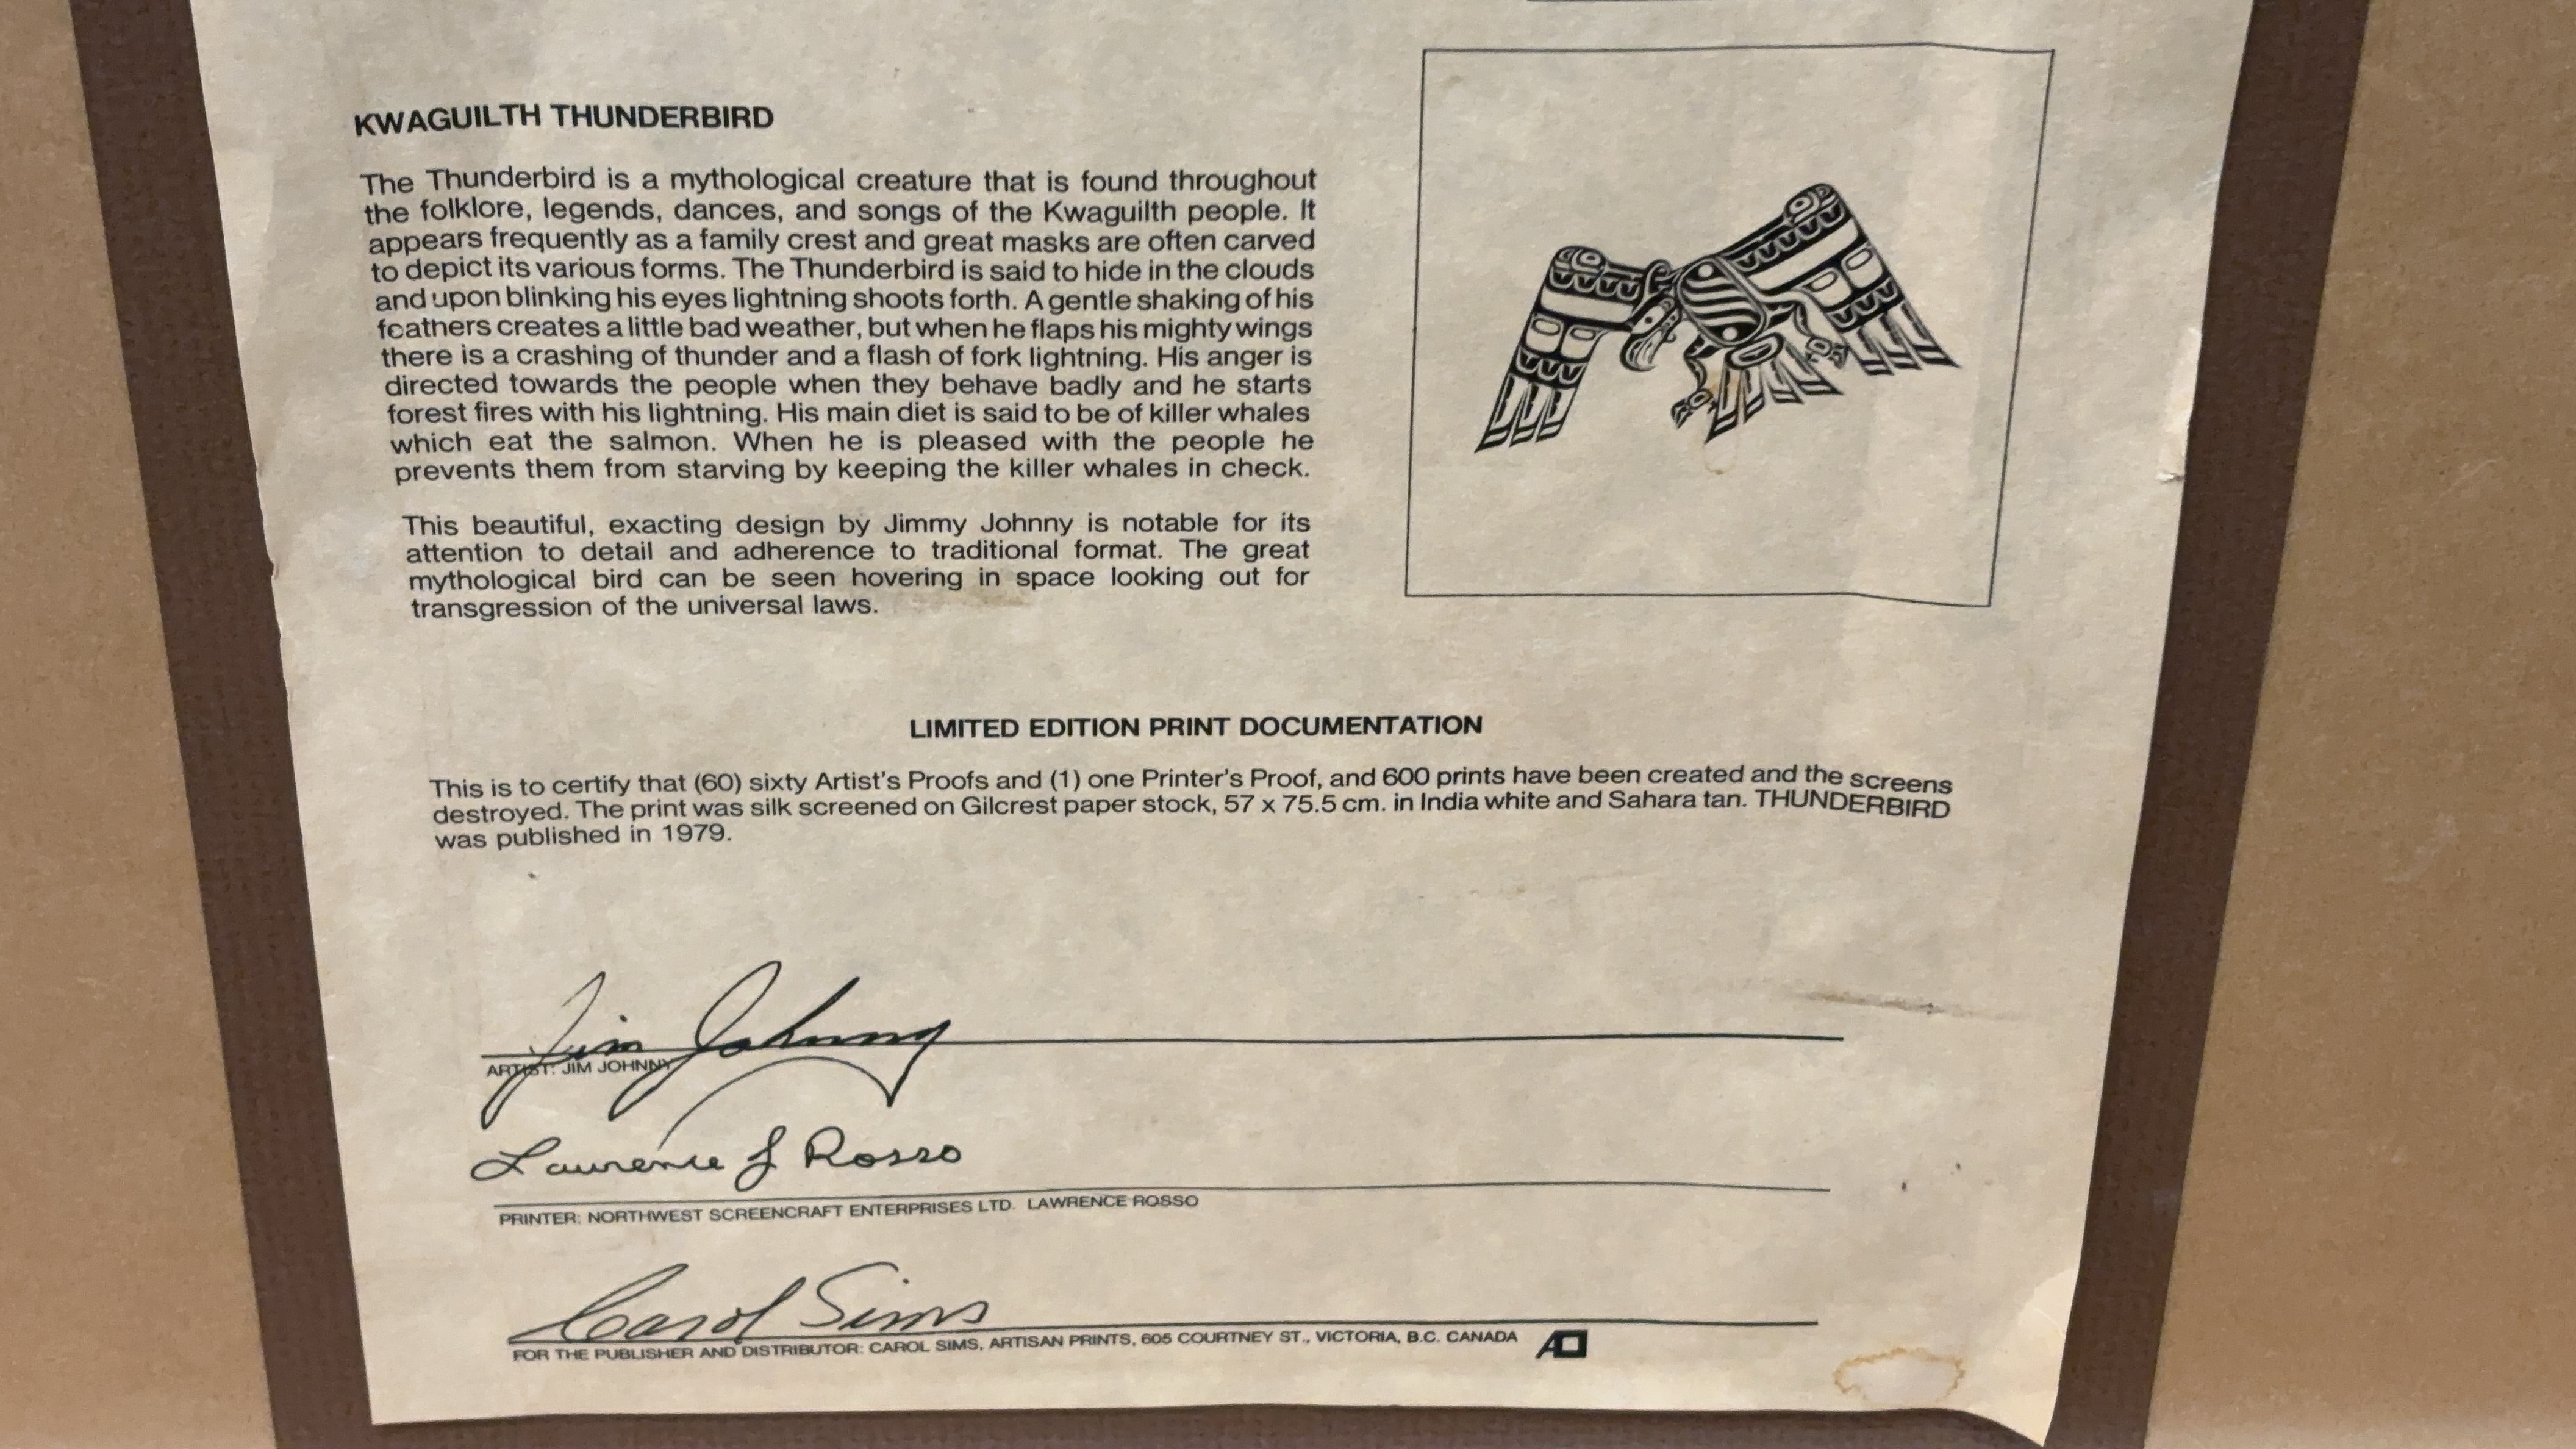 KWAGUILTH THUNDERBIRD
The Thunderbird is a mythological creature that is found throughout
the folklore, legends, dances, and songs of the Kwaguilth people. It
appears frequently as a family crest and great masks are often carved
to depict its various forms. The Thunderbird is said to hide in the clouds
and upon blinking his eyes lightning shoots forth. A gentle shaking of his
feathers creates a little bad weather, but when he flaps his mighty wings
there is a crashing of thunder and a flash of fork lightning. His anger is
directed towards the people when they behave badly and he starts
forest fires with his lightning. His main diet is said to be of killer whales
which eat the salmon. When he is pleased with the people he
prevents them from starving by keeping the killer whales in check.
This beautiful, exacting design by Jimmy Johnny is notable for its
attention to detail and adherence to traditional format. The great
mythological bird can be seen hovering in space looking out for
transgression of the universal laws.
LIMITED EDITION PRINT DOCUMENTATION
This is to certify that (60) sixty Artist's Proofs and (1) one Printer's Proof, and 600 prints have been created and the screens
destroyed. The print was silk screened on Gilcrest paper stock, 57 x 75.5 cm. in India white and Sahara tan. THUNDERBIRD
was published in 1979.
Jim Johnny
ARTIST: JIM JOHNNY
Lawrence J Rosso
PRINTER: NORTHWEST SCREENCRAFT ENTERPRISES LTD. LAWRENCE ROSSO
Carol Sims
FOR THE PUBLISHER AND DISTRIBUTOR: CAROL SIMS, ARTISAN PRINTS, 605 COURTNEY ST., VICTORIA, B.C. CANADA